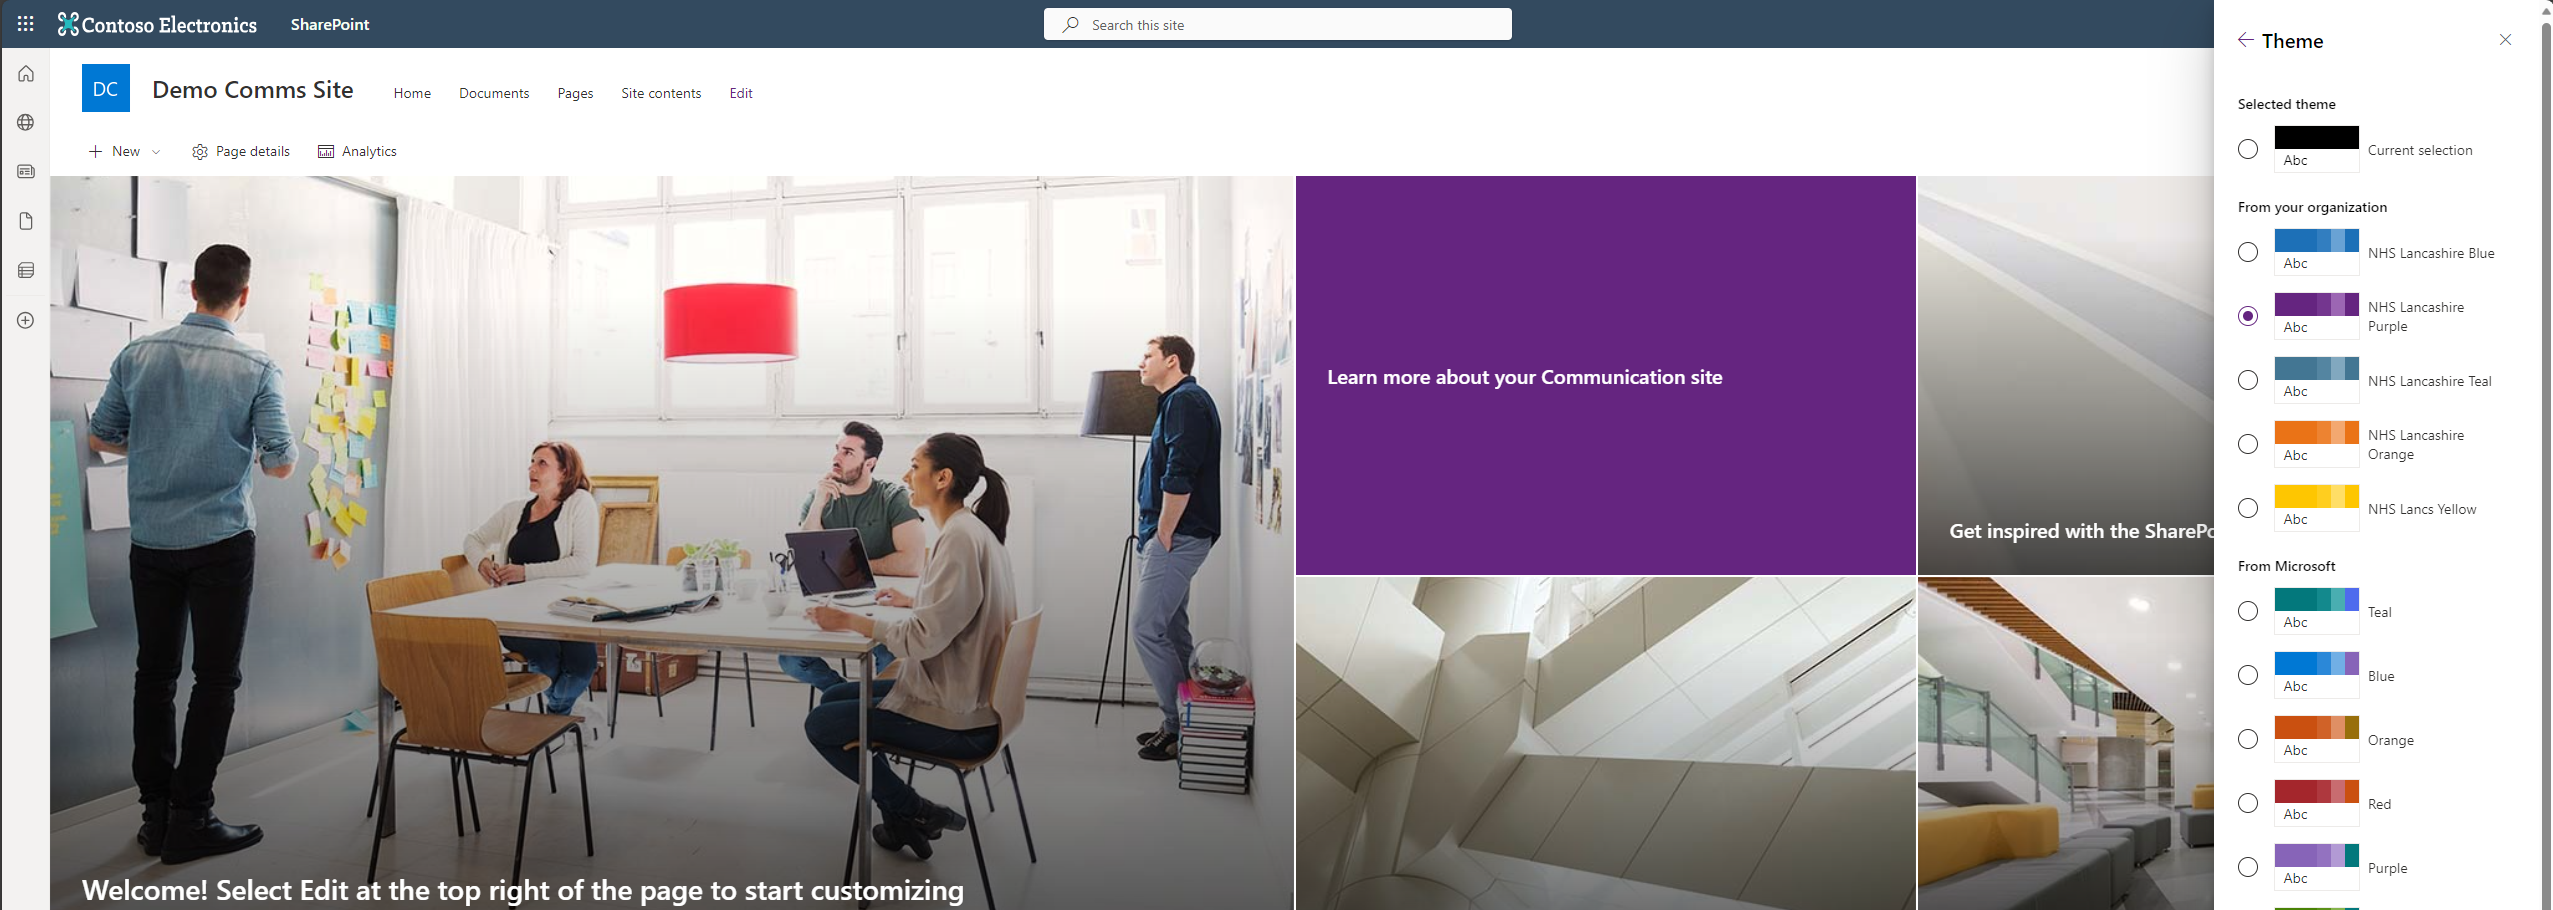 Contoso Electronics
SharePoint
Search this site
DC
Demo Comms Site
Home
Documents
Pages
Site contents
Edit
New
Page details
Analytics
Welcome! Select Edit at the top right of the page to start customizing
Learn more about your Communication site
Get inspired with the SharePo
Theme
Selected theme
Abc
Current selection
From your organization
Abc
NHS Lancashire Blue
Abc
NHS Lancashire
Purple
Abc
NHS Lancashire Teal
Abc
NHS Lancashire
Orange
Abc
NHS Lancs Yellow
From Microsoft
Abc
Teal
Abc
Blue
Abc
Orange
Abc
Red
Abc
Purple